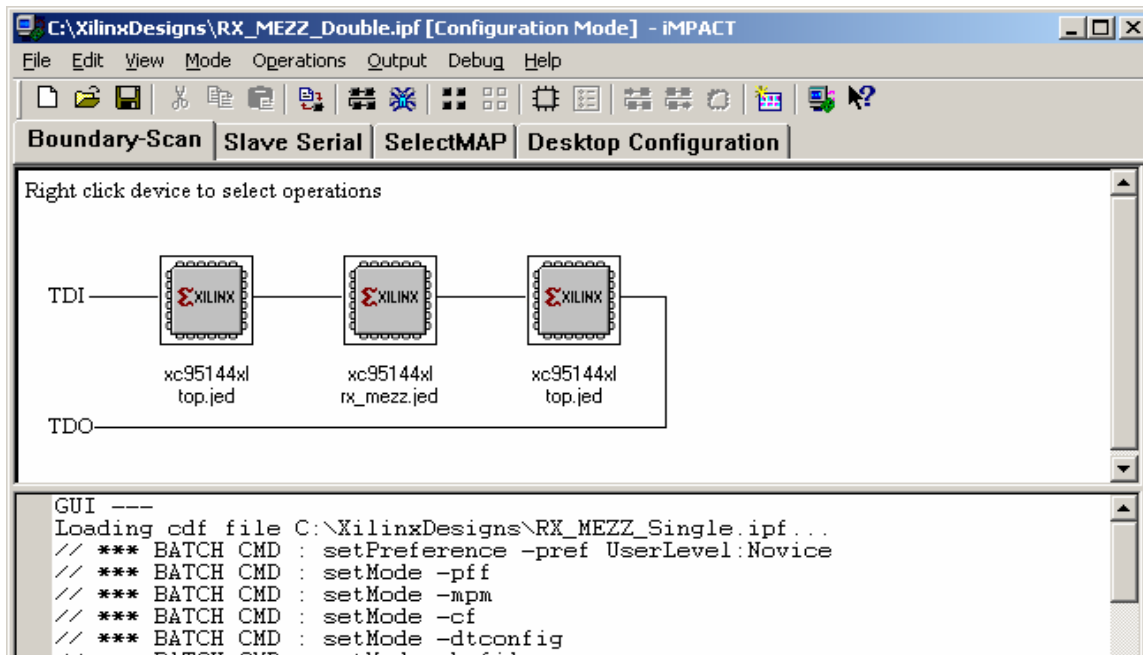 C:\XilinxDesigns\RX_MEZZ_Double.ipf [Configuration Mode] - iMPACT
File Edit View Mode Operations Output Debug Help
Boundary-Scan Slave Serial SelectMAP Desktop Configuration
Right click device to select operations
TDI ΣXILINX ΣXILINX ΣXILINX
xc95144xl xc95144xl xc95144xl
top.jed rx_mezz.jed top.jed
TDO
GUI ---
Loading cdf file C:\XilinxDesigns\RX_MEZZ_Single.ipf...
// *** BATCH CMD : setPreference -pref UserLevel:Novice
// *** BATCH CMD : setMode -pff
// *** BATCH CMD : setMode -mpm
// *** BATCH CMD : setMode -cf
// *** BATCH CMD : setMode -dtconfig